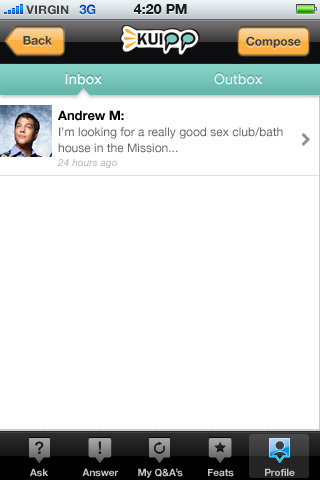 VIRGIN 3G 4:20 PM
Back KUIPP Compose
Inbox Outbox
Andrew M:
I'm looking for a really good sex club/bath
house in the Mission...
24 hours ago
Ask Answer My Q&A's Feats Profile